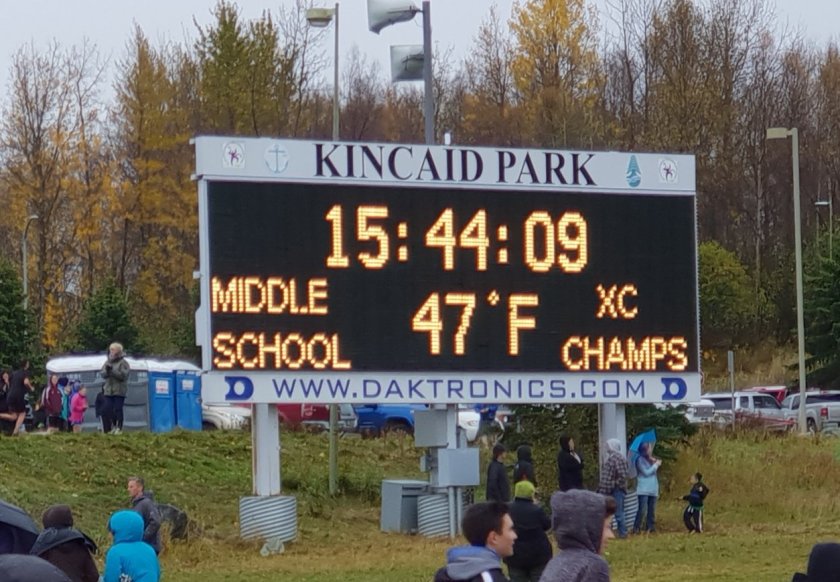 KINCAID PARK
15:44:09
MIDDLE 47°F XC
SCHOOL CHAMPS
WWW.DAKTRONICS.COM